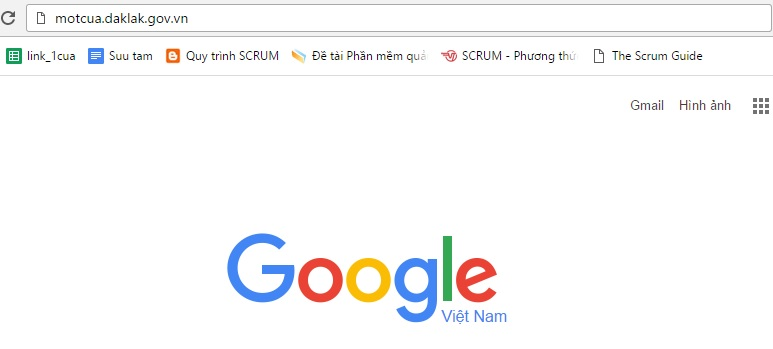 motcua.daklak.gov.vn
link_1cua Suu tam Quy trình SCRUM Đề tài Phần mềm quả SCRUM - Phương thứ The Scrum Guide
Gmail Hình ảnh
Google
Việt Nam